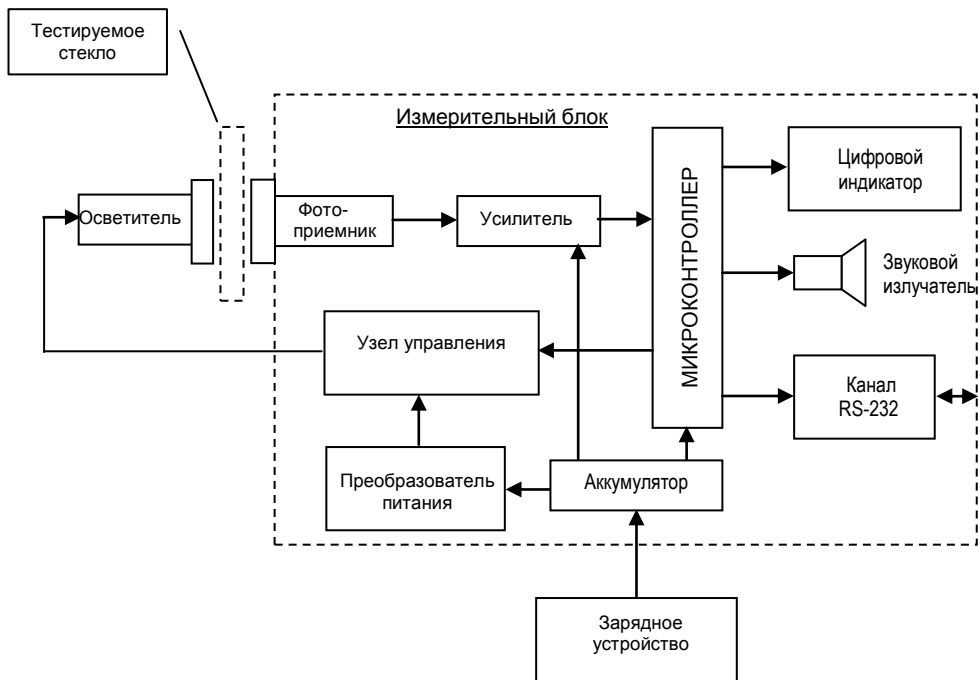 Тестируемое
стекло
Измерительный блок
Осветитель
Фото-
приемник
Усилитель
МИКРОКОНТРОЛЛЕР
Цифровой
индикатор
Звуковой
излучатель
Узел управления
Канал
RS-232
Преобразователь
питания
Аккумулятор
Зарядное
устройство